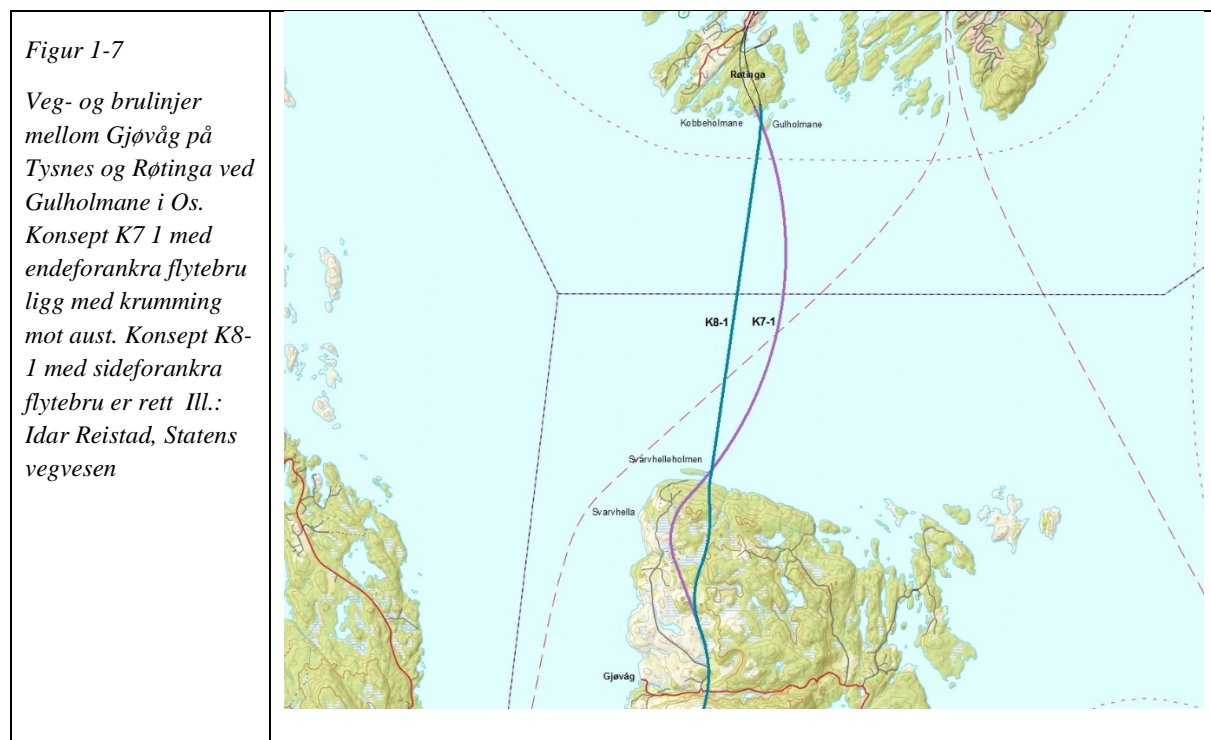 Figur 1-7
Veg- og brulinjer
mellom Gjøvåg på
Tysnes og Røtinga ved
Gulholmane i Os.
Konsept K7 1 med
endeforankra flytebru
ligg med krumming
mot aust. Konsept K8-
1 med sideforankra
flytebru er rett Ill.:
Idar Reistad, Statens
vegvesen
Røtinga
Kobbeholmane
Gulholmane
K8-1
K7-1
Svarvhelleholmen
Svarvhella
Gjøvåg